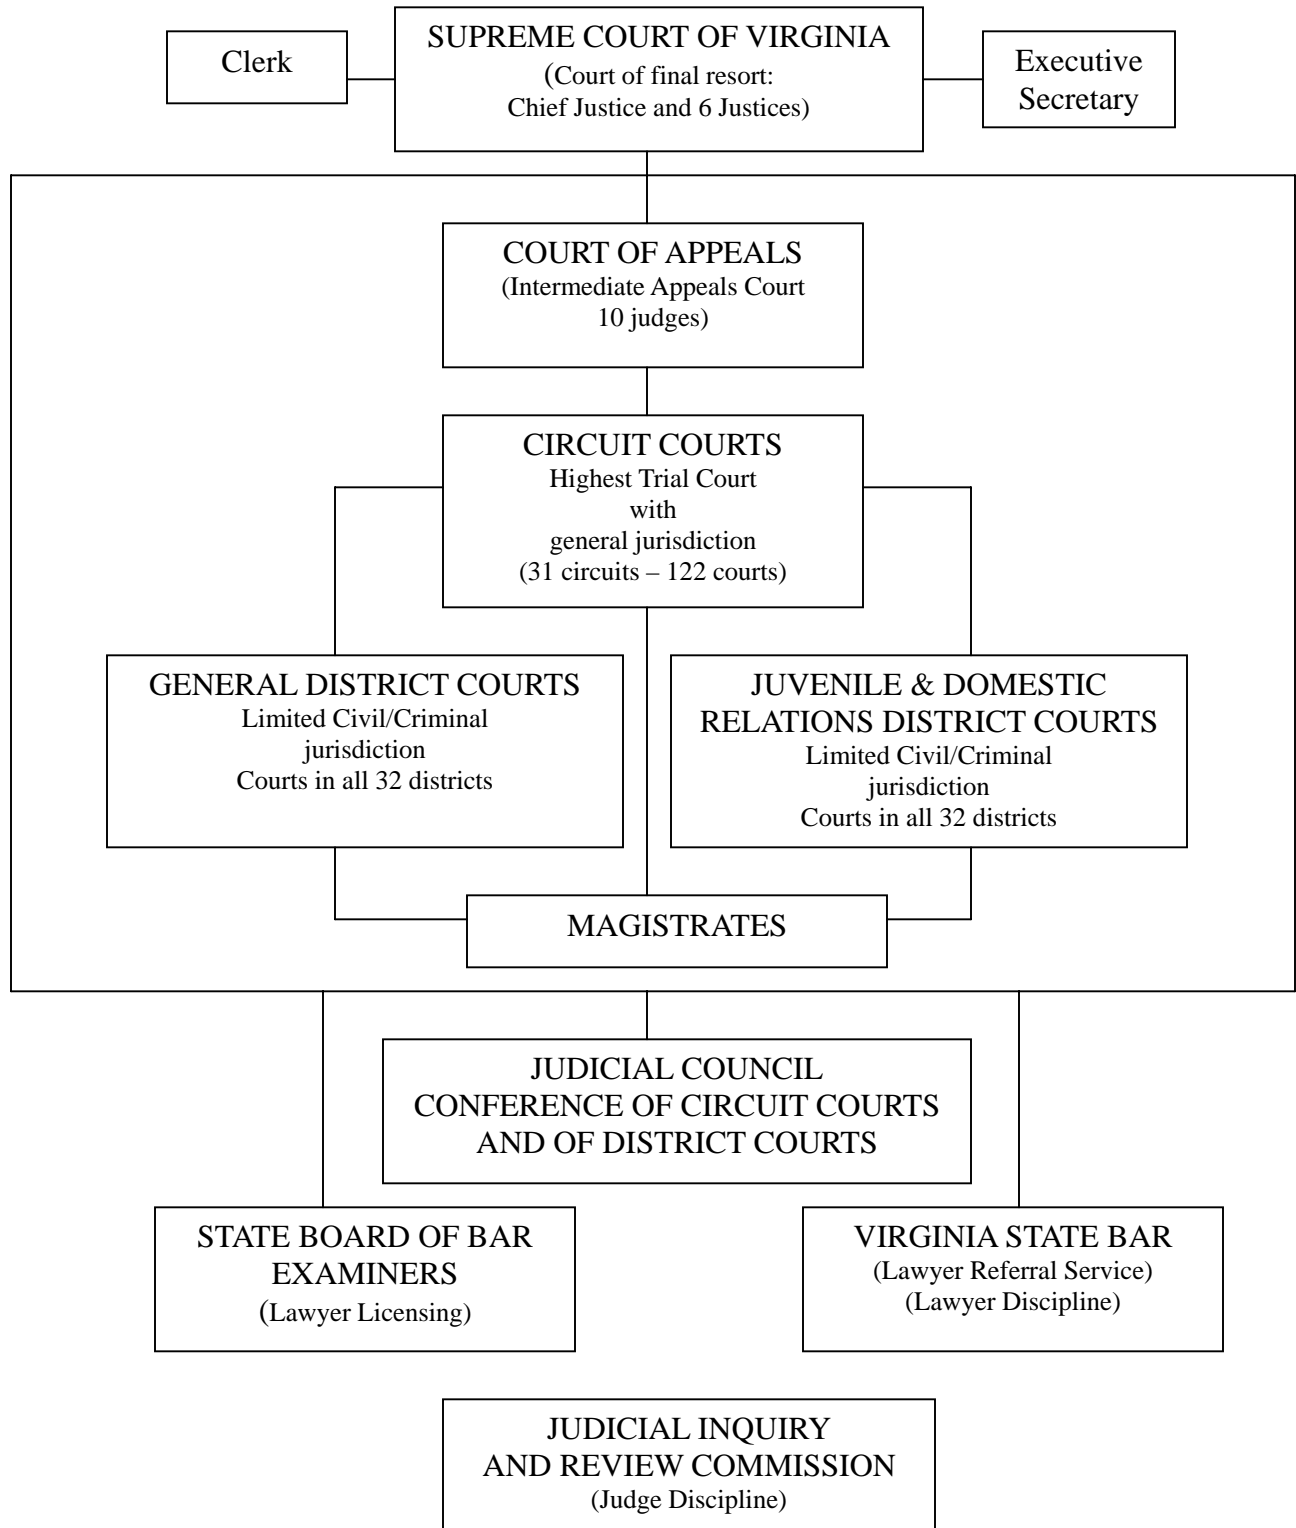 Clerk
SUPREME COURT OF VIRGINIA
(Court of final resort:
Chief Justice and 6 Justices)
Executive
Secretary
COURT OF APPEALS
(Intermediate Appeals Court
10 judges)
CIRCUIT COURTS
Highest Trial Court
with
general jurisdiction
(31 circuits – 122 courts)
GENERAL DISTRICT COURTS
Limited Civil/Criminal
jurisdiction
Courts in all 32 districts
JUVENILE & DOMESTIC
RELATIONS DISTRICT COURTS
Limited Civil/Criminal
jurisdiction
Courts in all 32 districts
MAGISTRATES
JUDICIAL COUNCIL
CONFERENCE OF CIRCUIT COURTS
AND OF DISTRICT COURTS
STATE BOARD OF BAR
EXAMINERS
(Lawyer Licensing)
VIRGINIA STATE BAR
(Lawyer Referral Service)
(Lawyer Discipline)
JUDICIAL INQUIRY
AND REVIEW COMMISSION
(Judge Discipline)